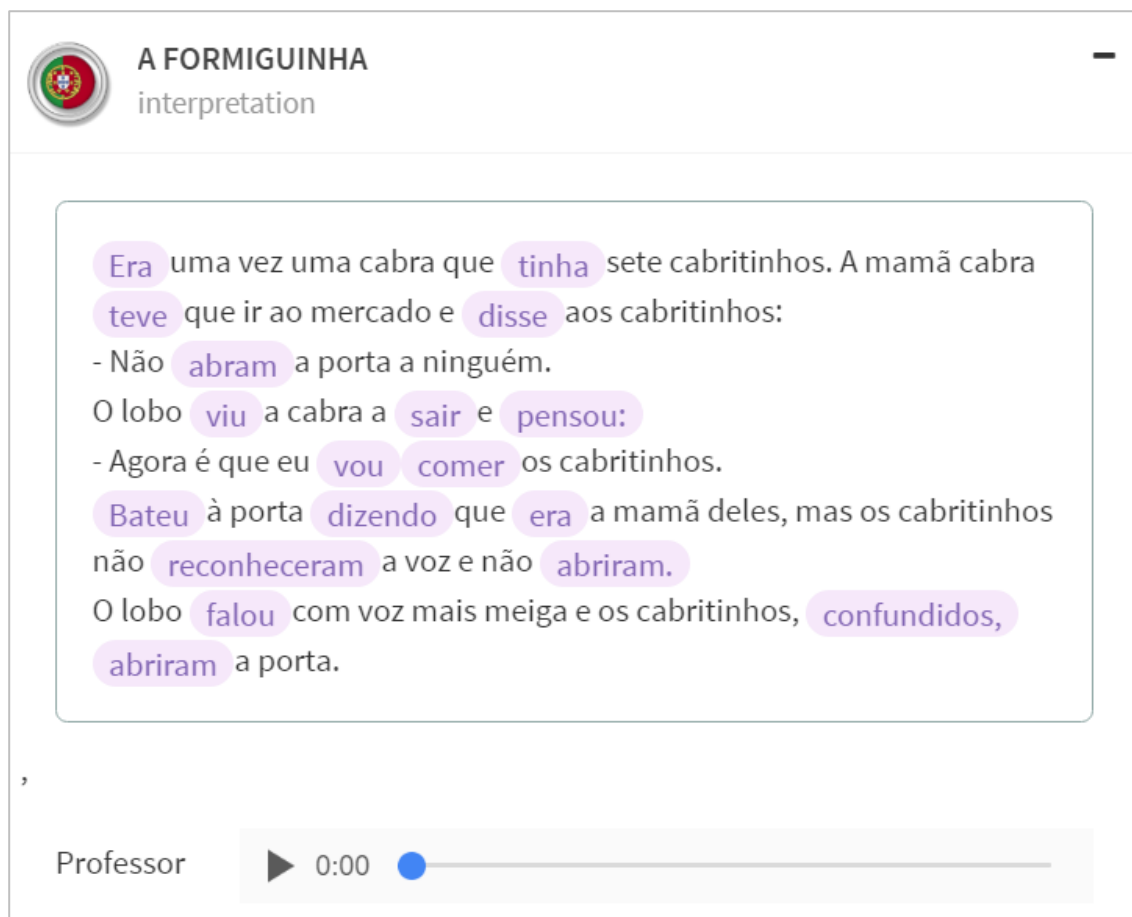 A FORMIGUINHA
interpretation
Era uma vez uma cabra que tinha sete cabritinhos. A mamã cabra
teve que ir ao mercado e disse aos cabritinhos:
- Não abram a porta a ninguém.
O lobo viu a cabra a sair e pensou:
- Agora é que eu vou comer os cabritinhos.
Bateu à porta dizendo que era a mamã deles, mas os cabritinhos
não reconheceram a voz e não abriram.
O lobo falou com voz mais meiga e os cabritinhos, confundidos,
abriram a porta.
,
Professor 0:00